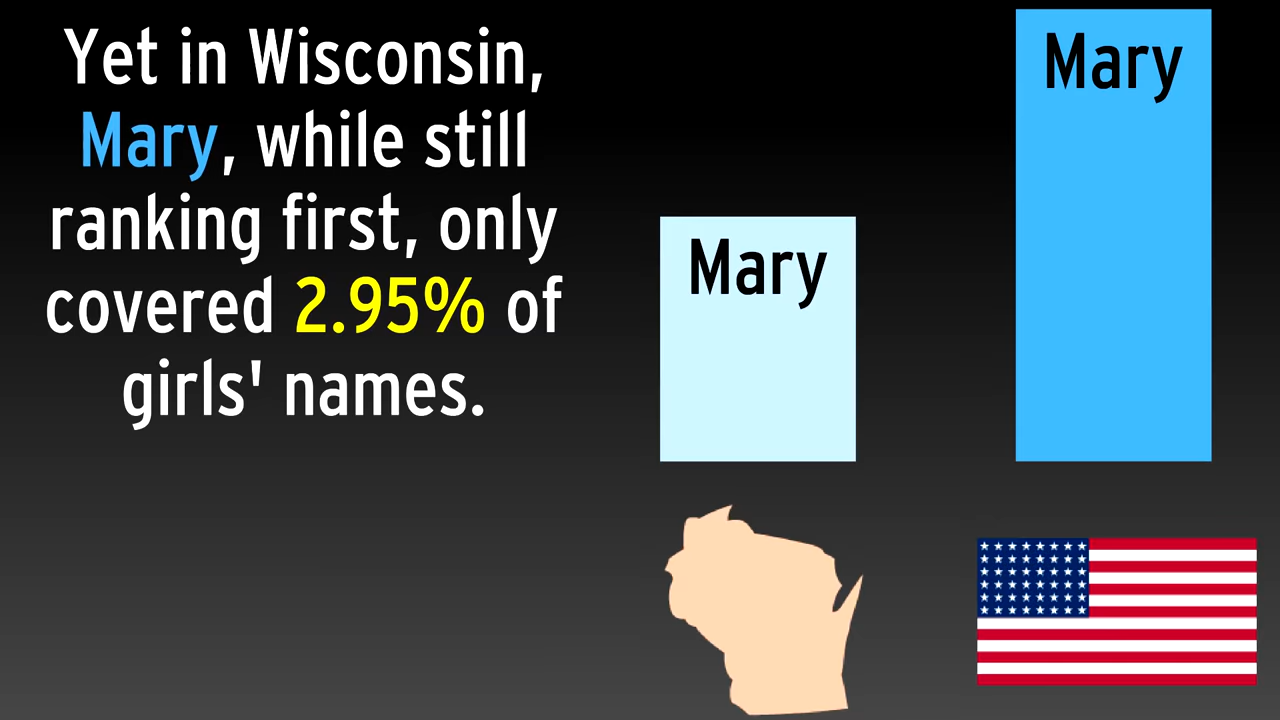 Yet in Wisconsin,
Mary, while still
ranking first, only
covered 2.95% of
girls' names.
Mary
Mary